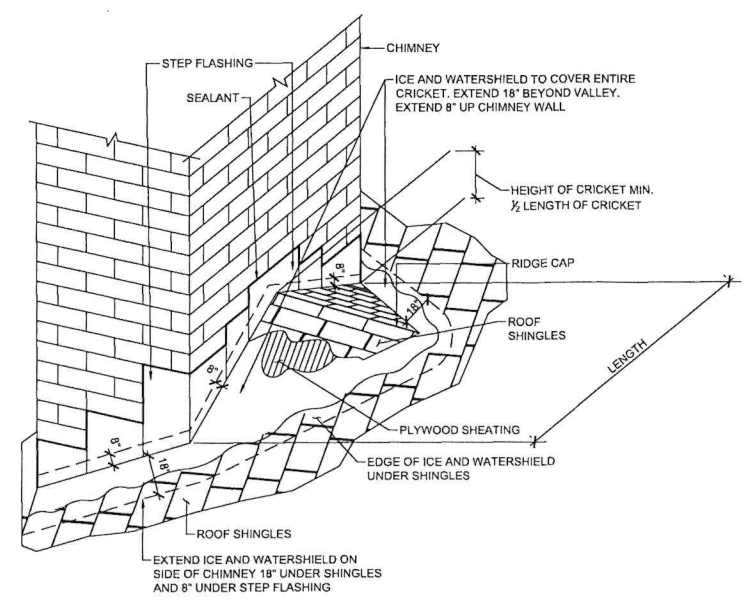 CHIMNEY
STEP FLASHING
ICE AND WATERSHIELD TO COVER ENTIRE
CRICKET. EXTEND 18" BEYOND VALLEY.
EXTEND 8" UP CHIMNEY WALL
SEALANT
HEIGHT OF CRICKET MIN.
½ LENGTH OF CRICKET
RIDGE CAP
8"
18"
ROOF
SHINGLES
LENGTH
8"
PLYWOOD SHEATING
8"
18"
EDGE OF ICE AND WATERSHIELD
UNDER SHINGLES
ROOF SHINGLES
EXTEND ICE AND WATERSHIELD ON
SIDE OF CHIMNEY 18" UNDER SHINGLES
AND 8" UNDER STEP FLASHING